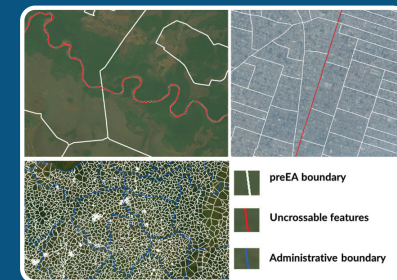 preEA boundary
Uncrossable features
Administrative boundary